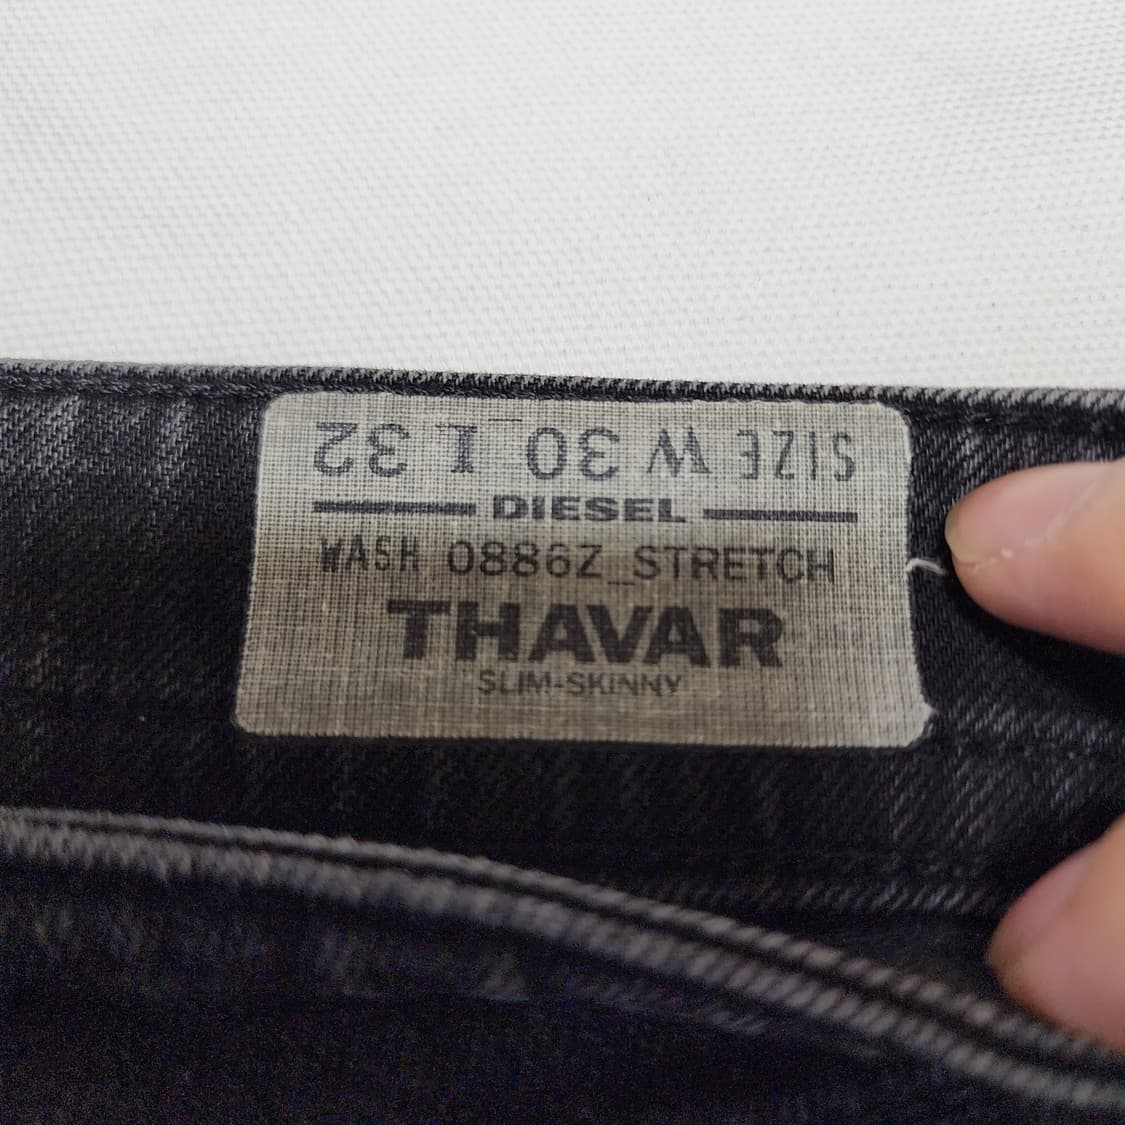 SIZE W 30 L 32
DIESEL
WASH 0886Z_STRETCH
THAVAR
SLIM-SKINNY